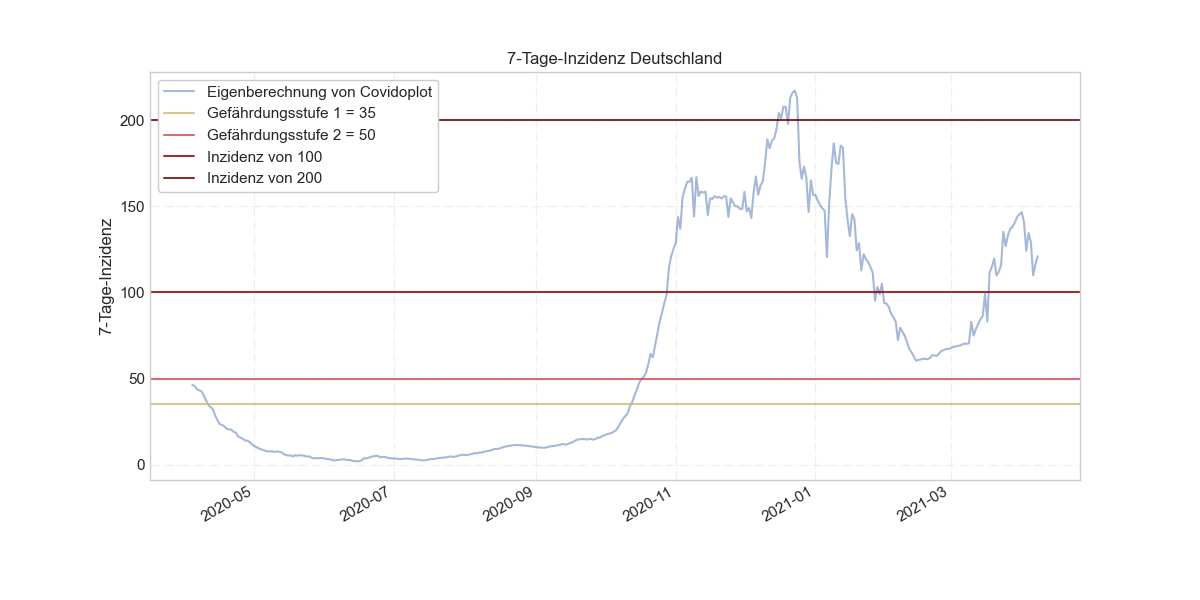 7-Tage-Inzidenz Deutschland
Eigenberechnung von Covidoplot
Gefährdungsstufe 1 = 35
Gefährdungsstufe 2 = 50
Inzidenz von 100
Inzidenz von 200
7-Tage-Inzidenz
200
150
100
50
0
2020-05
2020-07
2020-09
2020-11
2021-01
2021-03